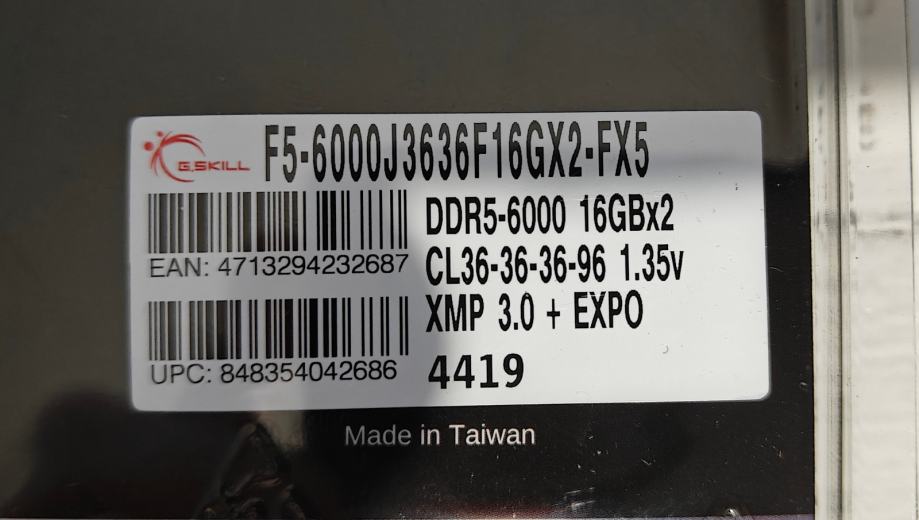 G.SKILL F5-6000J3636F16GX2-FX5
DDR5-6000 16GBx2
EAN: 4713294232687
CL36-36-36-96 1.35v
XMP 3.0 + EXPO
UPC: 848354042686
4419
Made in Taiwan